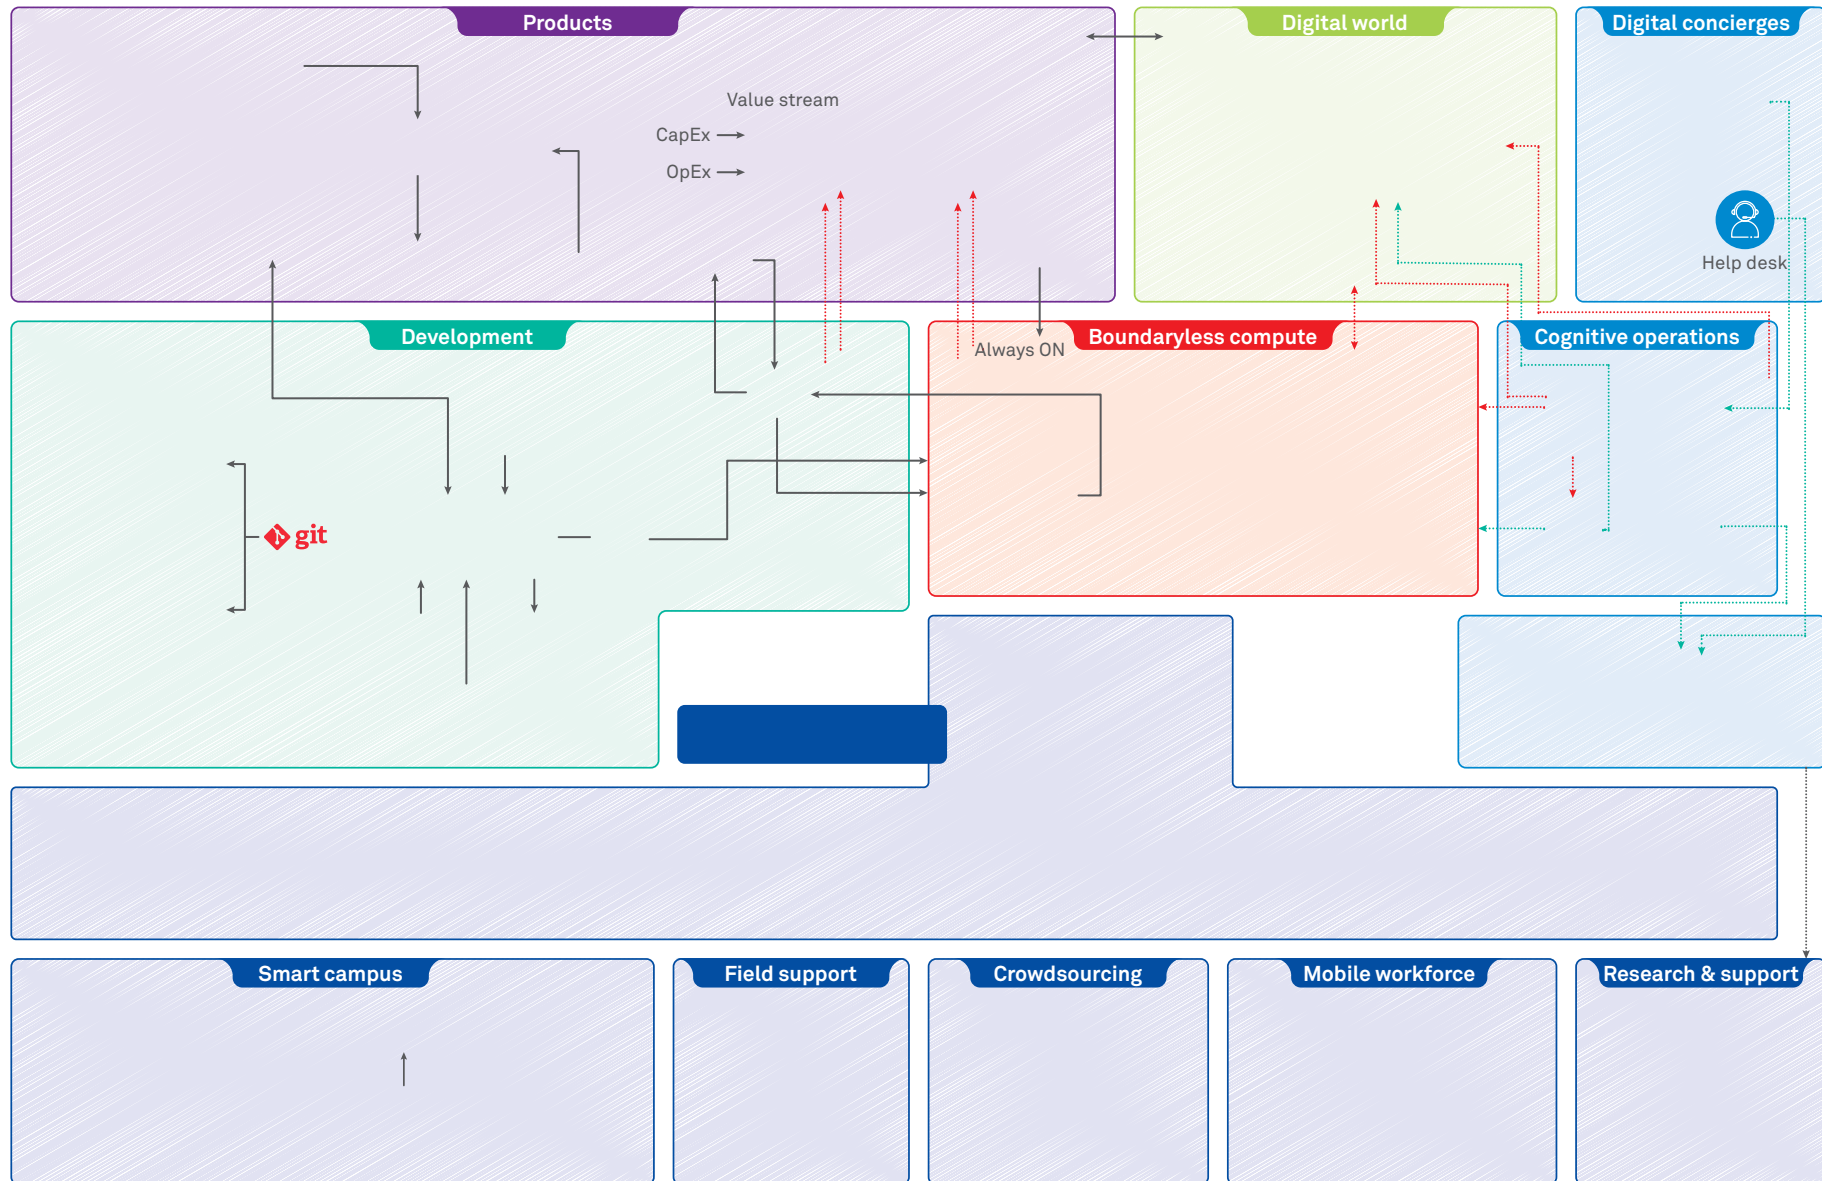 Products
Digital world
Digital concierges
Value stream
CapEx
OpEx
Help desk
Development
Always ON
Boundaryless compute
Cognitive operations
git
Smart campus
Field support
Crowdsourcing
Mobile workforce
Research & support